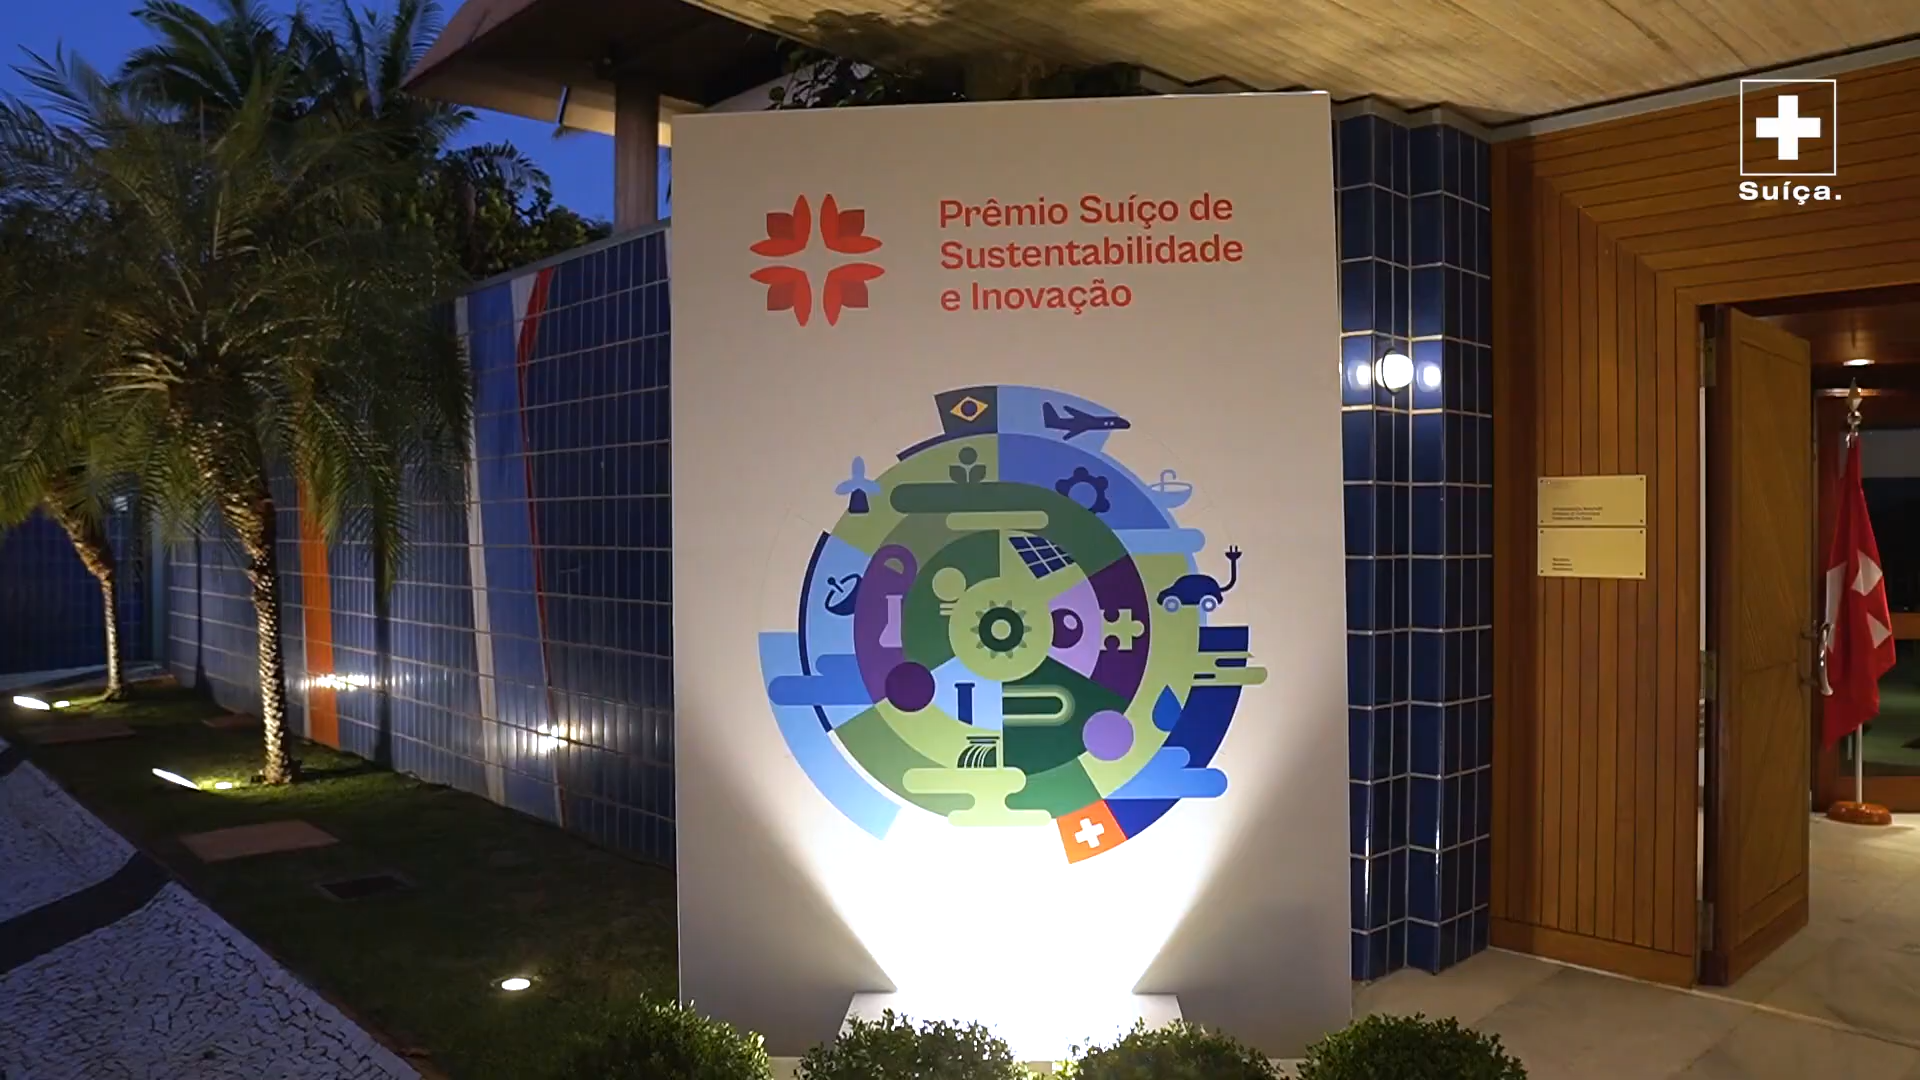 Prêmio Suíço de
Sustentabilidade
e Inovação
Suíça.